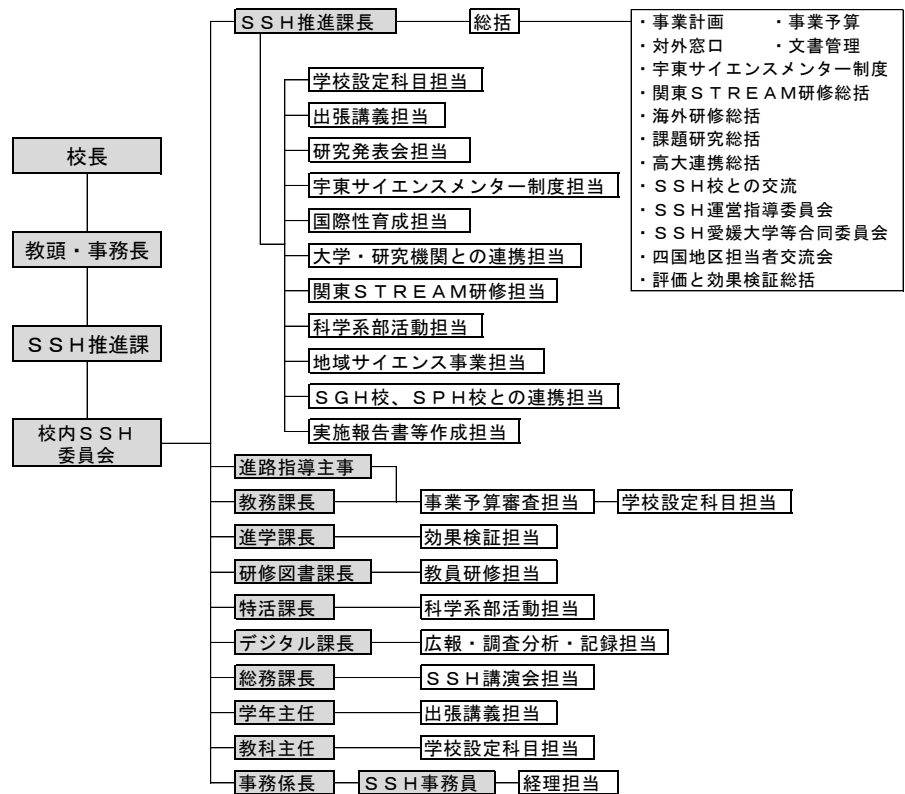 SSH推進課長
総括
・事業計画　・事業予算
・対外窓口　・文書管理
・宇東サイエンスメンター制度
・関東STREAM研修総括
・海外研修総括
・課題研究総括
・高大連携総括
・SSH校との交流
・SSH運営指導委員会
・SSH愛媛大学等合同委員会
・四国地区担当者交流会
・評価と効果検証総括
学校設定科目担当
出張講義担当
研究発表会担当
宇東サイエンスメンター制度担当
国際性育成担当
大学・研究機関との連携担当
関東STREAM研修担当
科学系部活動担当
地域サイエンス事業担当
SGH校、SPH校との連携担当
実施報告書等作成担当
校長
教頭・事務長
SSH推進課
校内SSH
委員会
進路指導主事
教務課長
事業予算審査担当
学校設定科目担当
進学課長
効果検証担当
研修図書課長
教員研修担当
特活課長
科学系部活動担当
デジタル課長
広報・調査分析・記録担当
総務課長
SSH講演会担当
学年主任
出張講義担当
教科主任
学校設定科目担当
事務係長
SSH事務員
経理担当